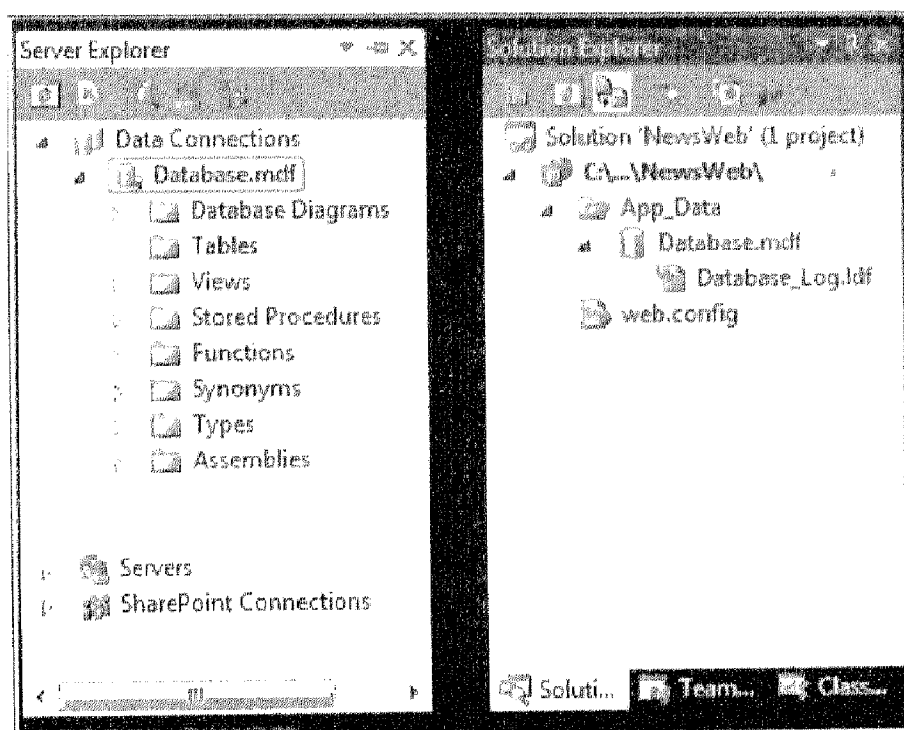 Server Explorer
Data Connections
Database.mdf
Database Diagrams
Tables
Views
Stored Procedures
Functions
Synonyms
Types
Assemblies
Servers
SharePoint Connections
Solution Explorer
Solution 'NewsWeb' (1 project)
C:\...\NewsWeb\
App_Data
Database.mdf
Database_Log.ldf
web.config
Soluti... Team... Class...